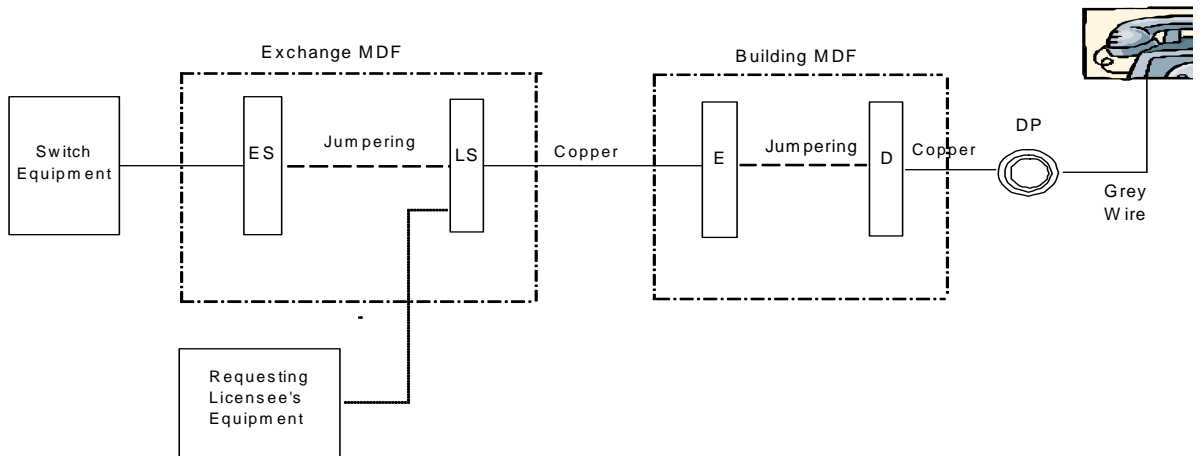 Exchange MDF
Building MDF
Switch
Equipment
ES
Jumpering
LS
Copper
E
Jumpering
D
Copper
DP
Grey
Wire
Requesting
Licensee's
Equipment